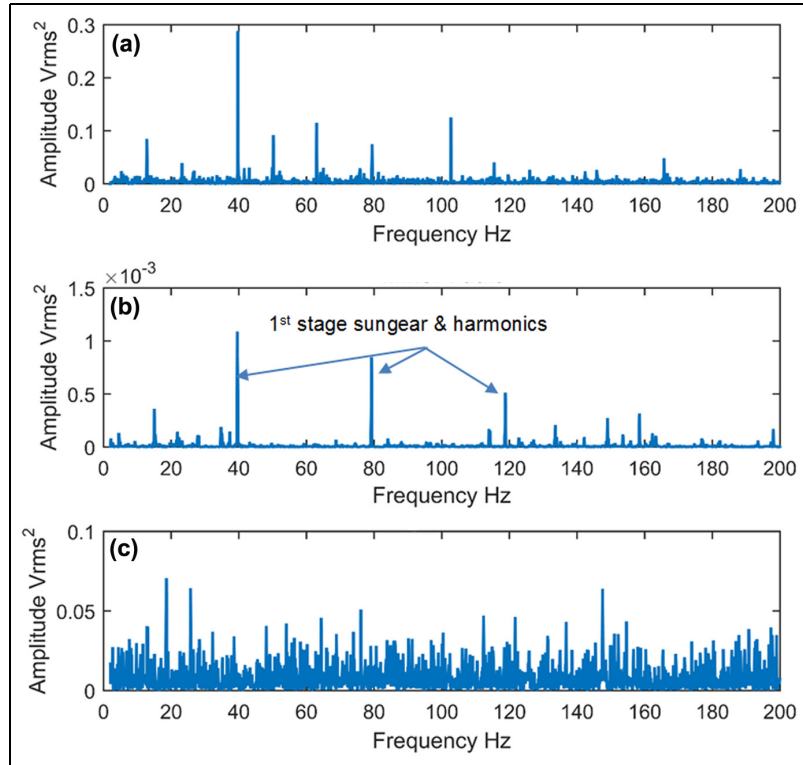 (a)
Amplitude Vrms²
0.3
0.2
0.1
0
0 20 40 60 80 100 120 140 160 180 200
Frequency Hz
×10⁻³
(b)
Amplitude Vrms²
1.5
1
0.5
0
1ˢᵗ stage sungear & harmonics
0 20 40 60 80 100 120 140 160 180 200
Frequency Hz
(c)
Amplitude Vrms²
0.1
0.05
0
0 20 40 60 80 100 120 140 160 180 200
Frequency Hz